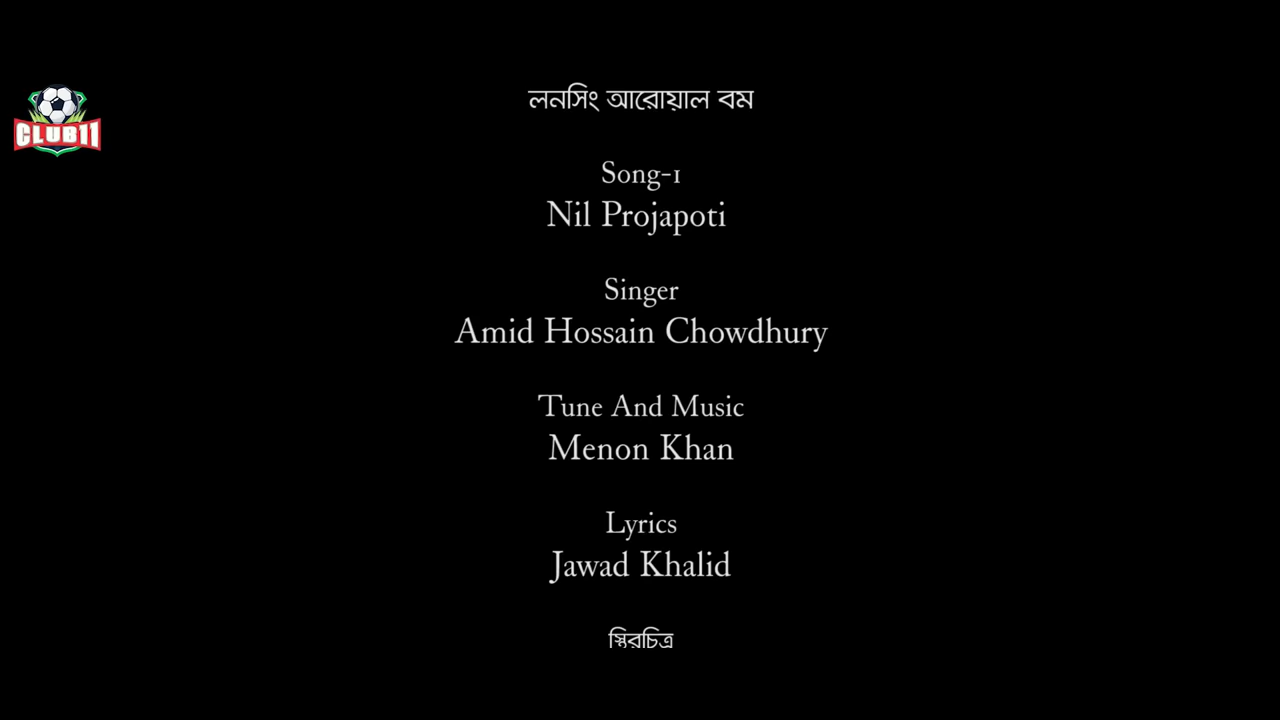 CLUB11
লনসিং আরোয়াল বম
Song-1
Nil Projapoti
Singer
Amid Hossain Chowdhury
Tune And Music
Menon Khan
Lyrics
Jawad Khalid
স্থিরচিত্র